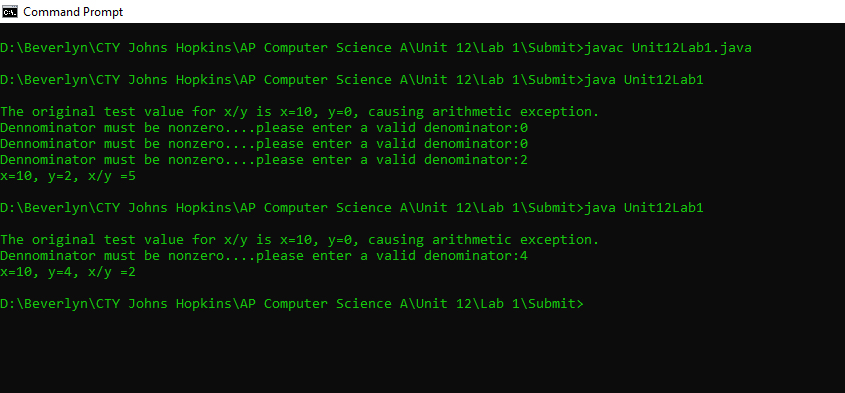 Command Prompt
D:\Beverlyn\CTY Johns Hopkins\AP Computer Science A\Unit 12\Lab 1\Submit>javac Unit12Lab1.java
D:\Beverlyn\CTY Johns Hopkins\AP Computer Science A\Unit 12\Lab 1\Submit>java Unit12Lab1
The original test value for x/y is x=10, y=0, causing arithmetic exception.
Dennominator must be nonzero....please enter a valid denominator:0
Dennominator must be nonzero....please enter a valid denominator:0
Dennominator must be nonzero....please enter a valid denominator:2
x=10, y=2, x/y =5
D:\Beverlyn\CTY Johns Hopkins\AP Computer Science A\Unit 12\Lab 1\Submit>java Unit12Lab1
The original test value for x/y is x=10, y=0, causing arithmetic exception.
Dennominator must be nonzero....please enter a valid denominator:4
x=10, y=4, x/y =2
D:\Beverlyn\CTY Johns Hopkins\AP Computer Science A\Unit 12\Lab 1\Submit>